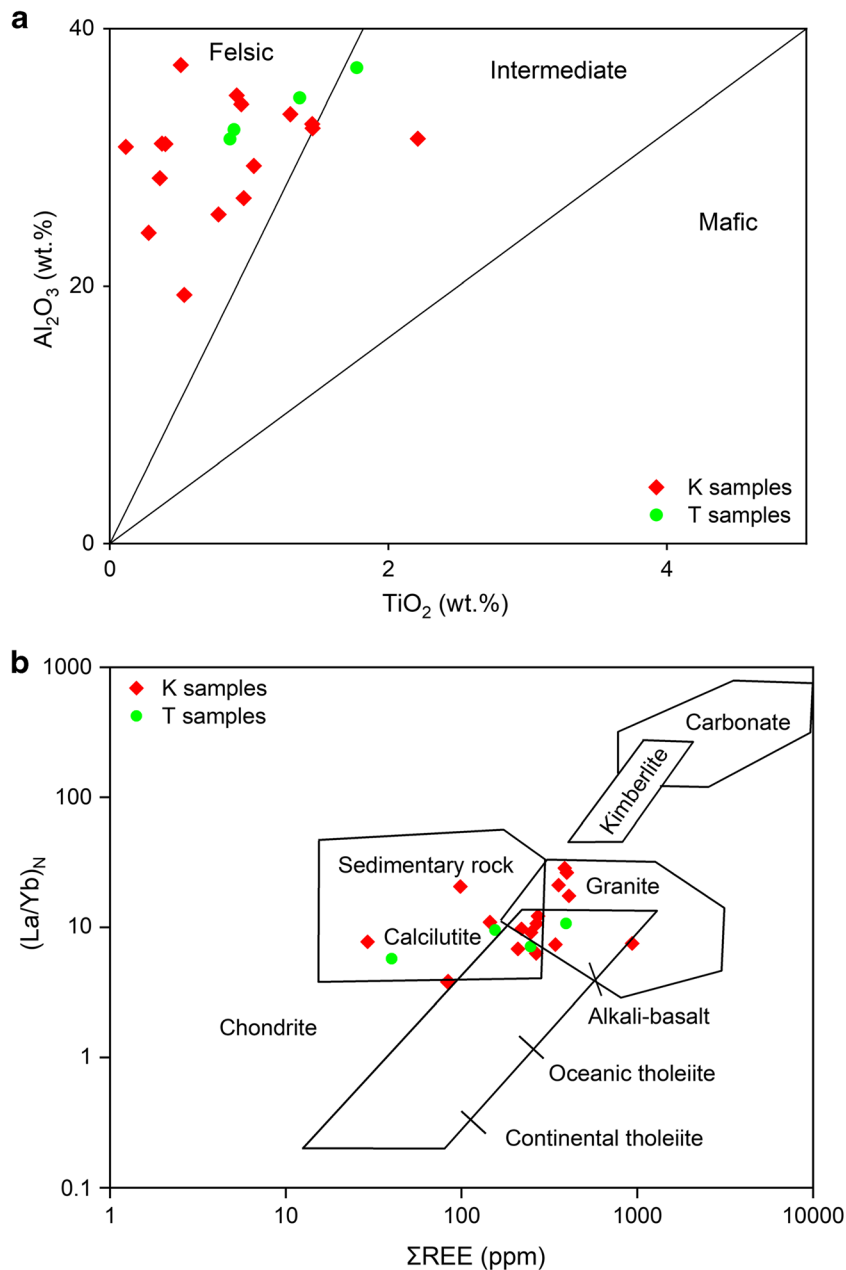 a
40
Felsic
Intermediate
Mafic
Al₂O₃ (wt.%)
20
K samples
T samples
0
0
2
4
TiO₂ (wt.%)
b
1000
K samples
T samples
Carbonate
Kimberlite
100
Sedimentary rock
Granite
(La/Yb)N
10
Calcilutite
Chondrite
Alkali-basalt
1
Oceanic tholeiite
Continental tholeiite
0.1
1
10
100
1000
10000
ΣREE (ppm)